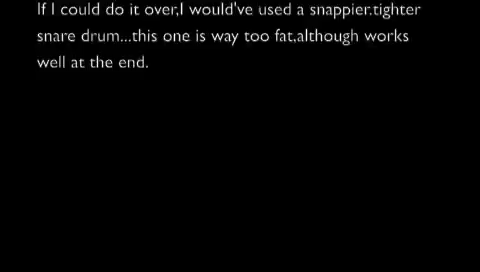 If I could do it over,I would've used a snappier,tighter
snare drum...this one is way too fat,although works
well at the end.